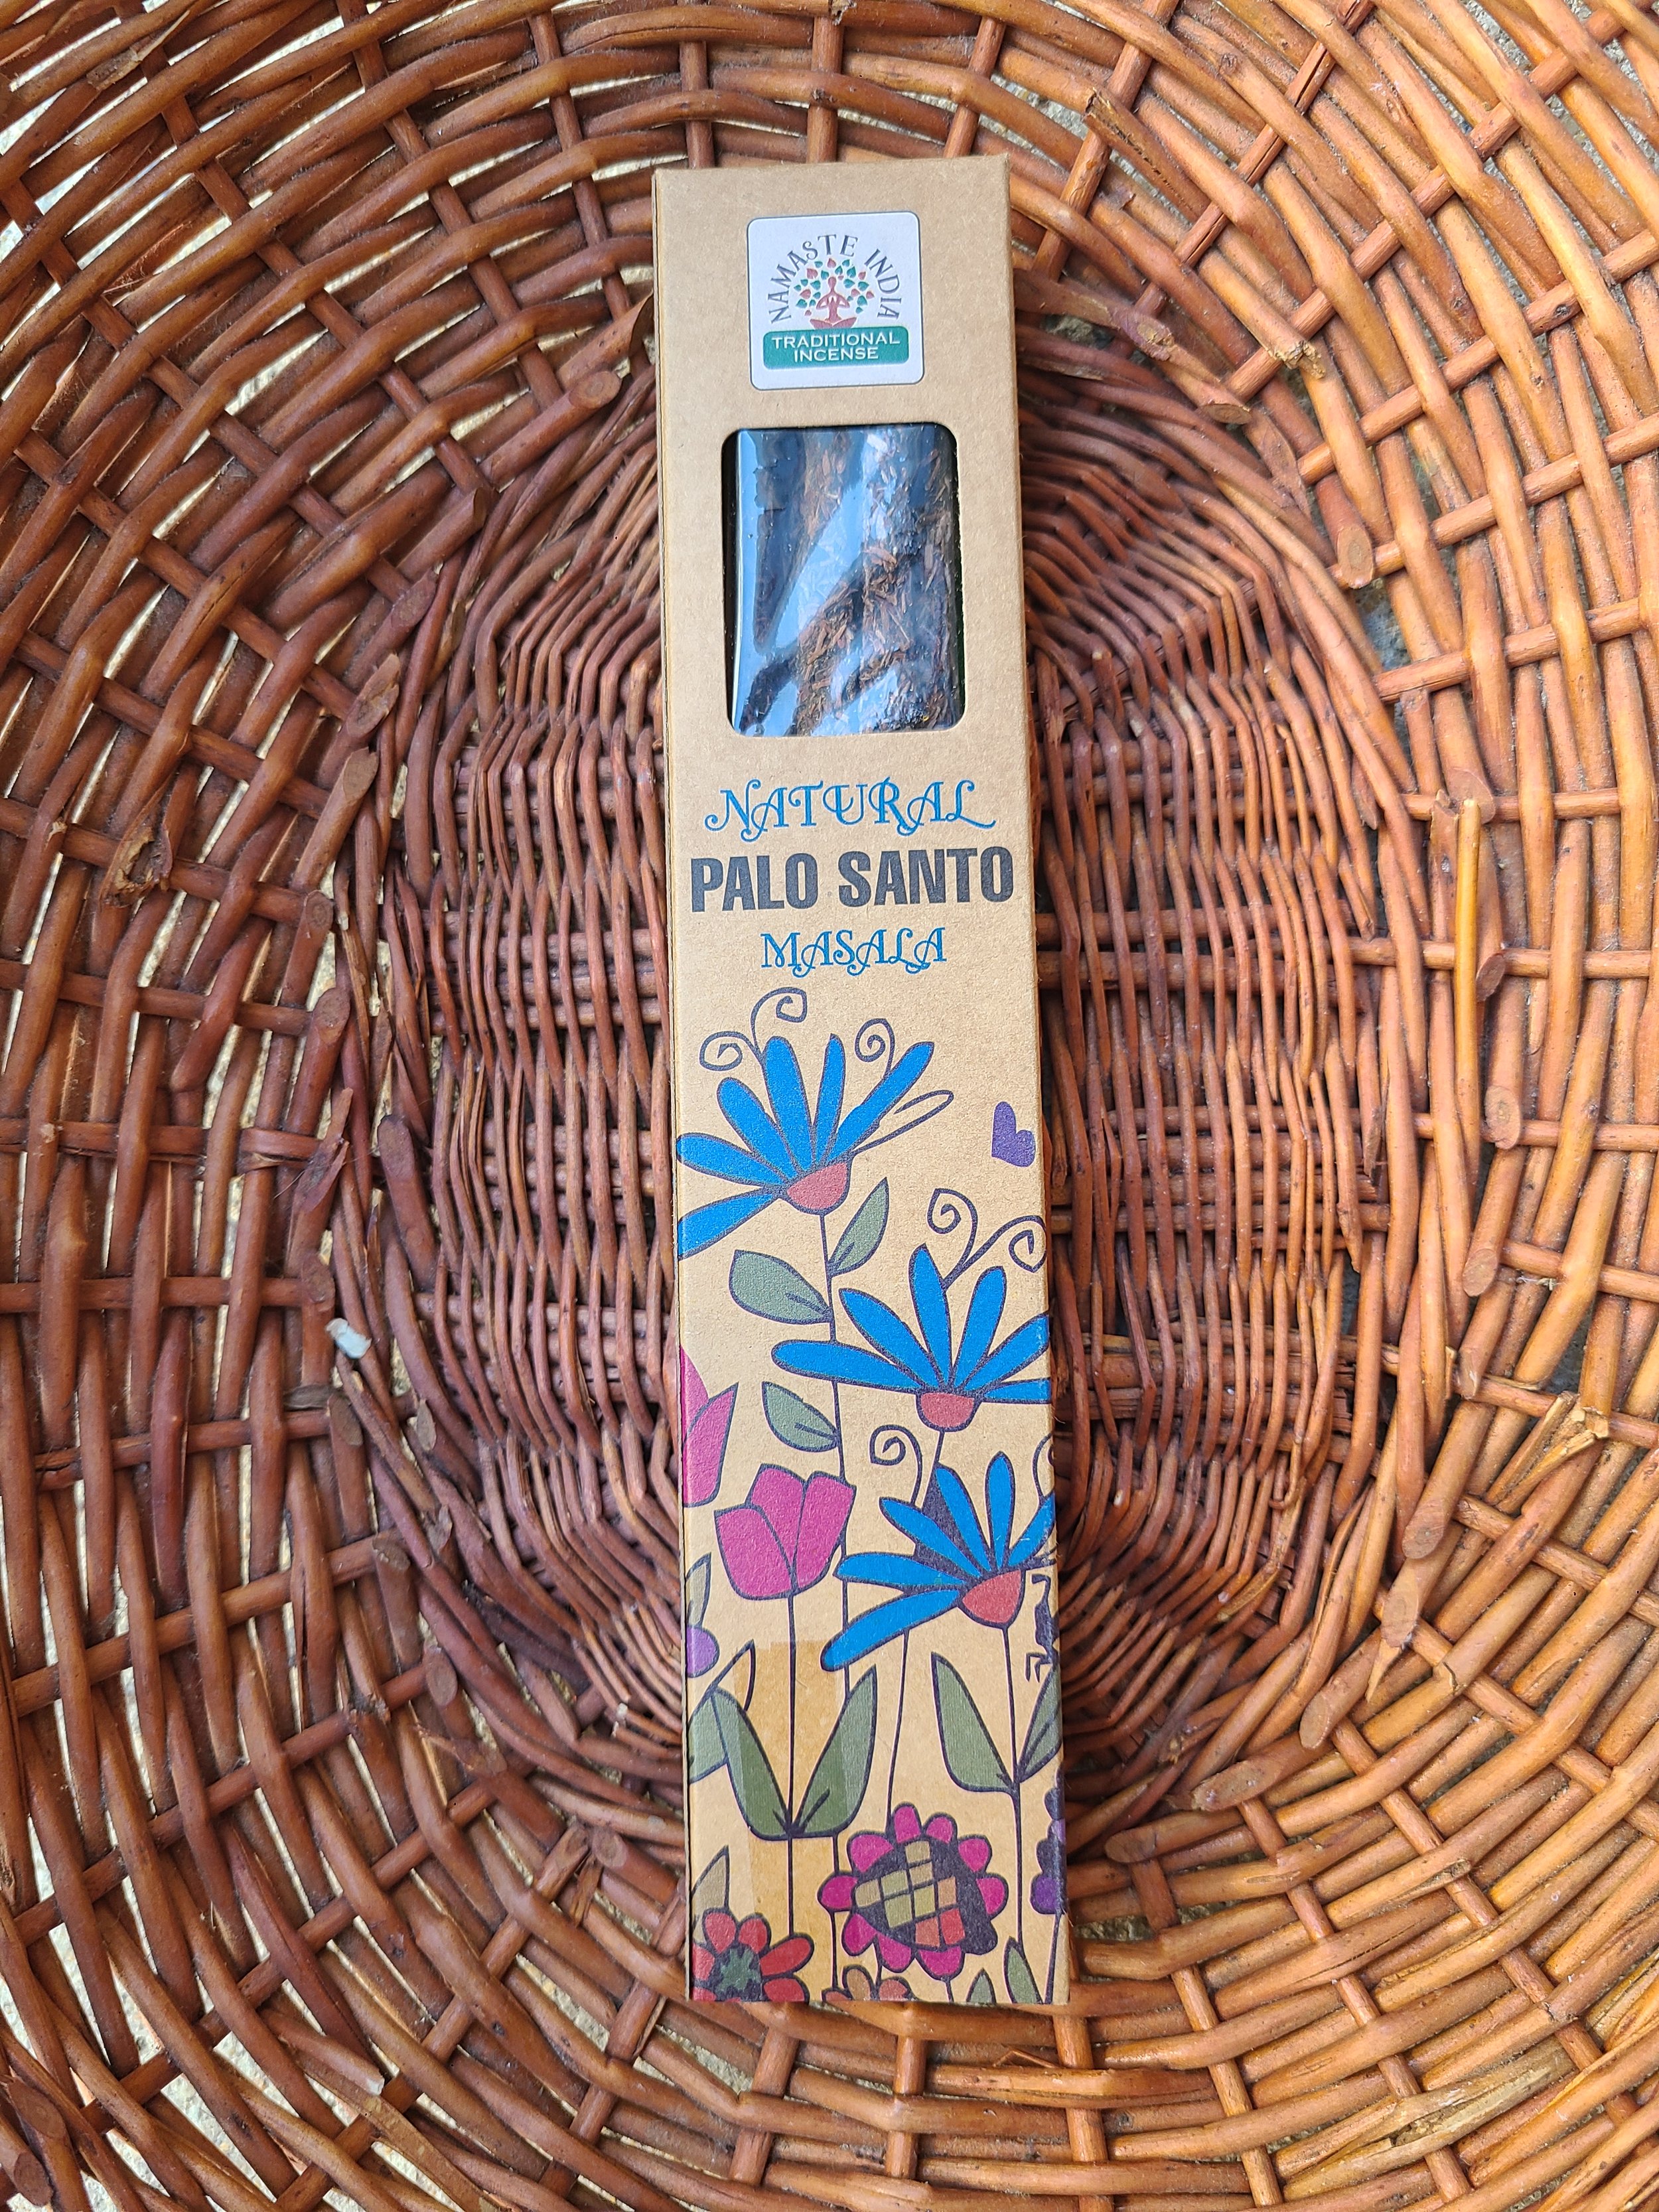 NAMASTE INDIA
TRADITIONAL
INCENSE
NATURAL
PALO SANTO
MASALA